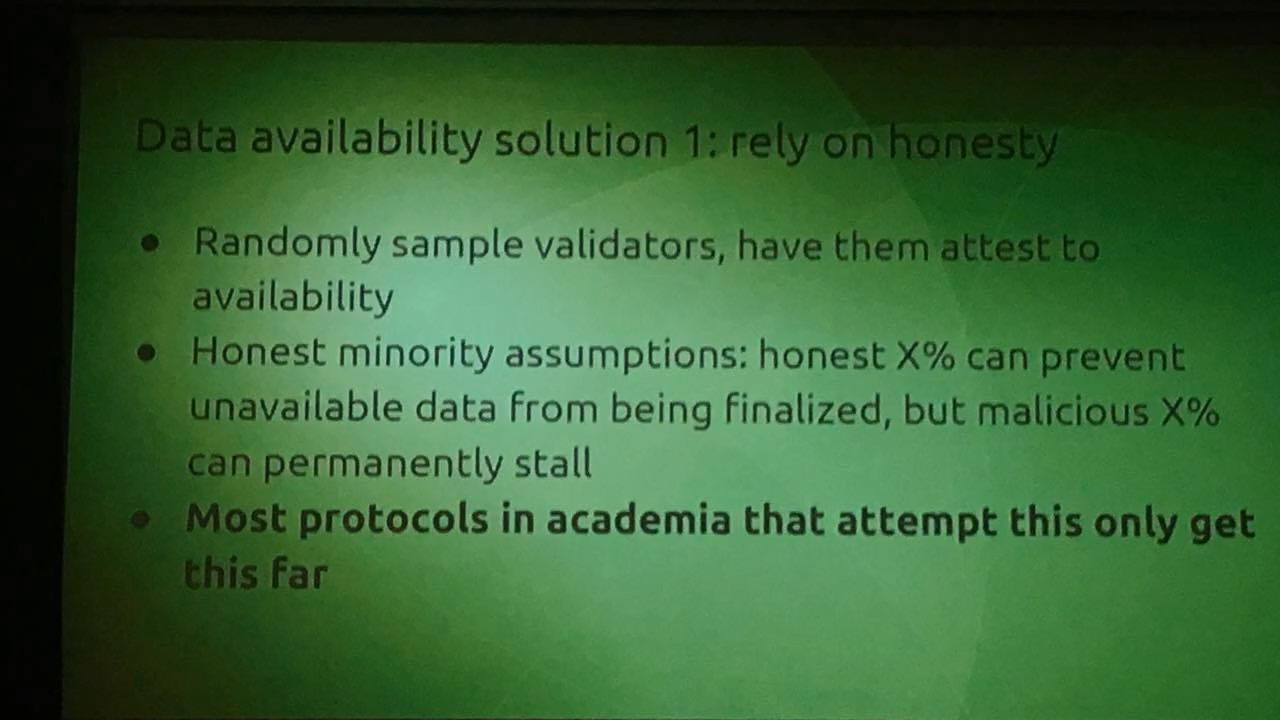 Data availability solution 1: rely on honesty
● Randomly sample validators, have them attest to
availability
● Honest minority assumptions: honest X% can prevent
unavailable data from being finalized, but malicious X%
can permanently stall
● Most protocols in academia that attempt this only get
this far